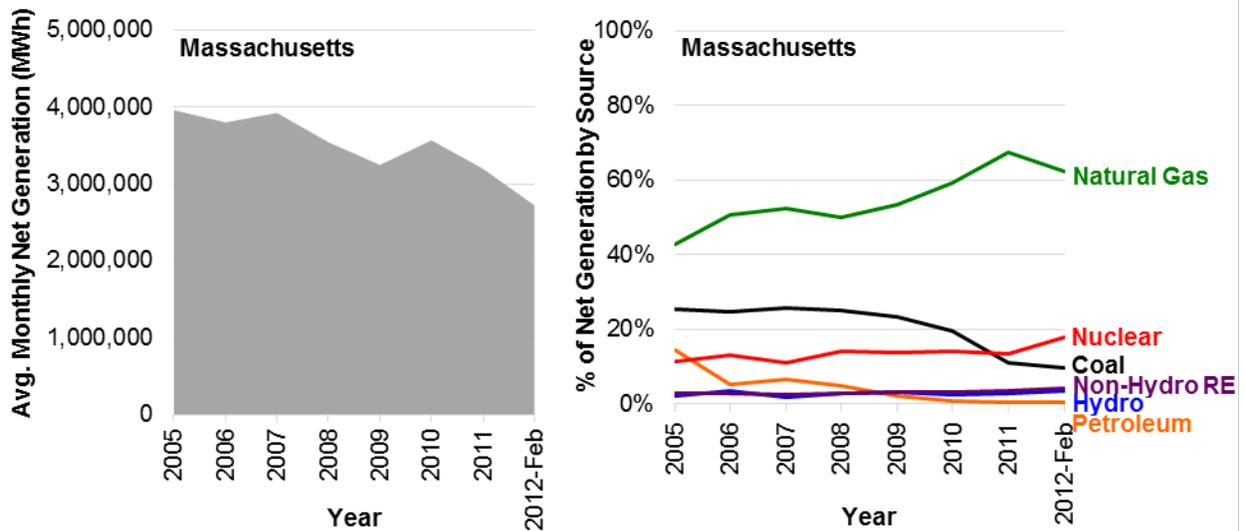 Avg. Monthly Net Generation (MWh)
5,000,000
4,000,000
3,000,000
2,000,000
1,000,000
0
Massachusetts
2005
2006
2007
2008
2009
2010
2011
2012-Feb
Year
% of Net Generation by Source
100%
80%
60%
40%
20%
0%
Massachusetts
Natural Gas
Nuclear
Coal
Non-Hydro RE
Hydro
Petroleum
2005
2006
2007
2008
2009
2010
2011
2012-Feb
Year